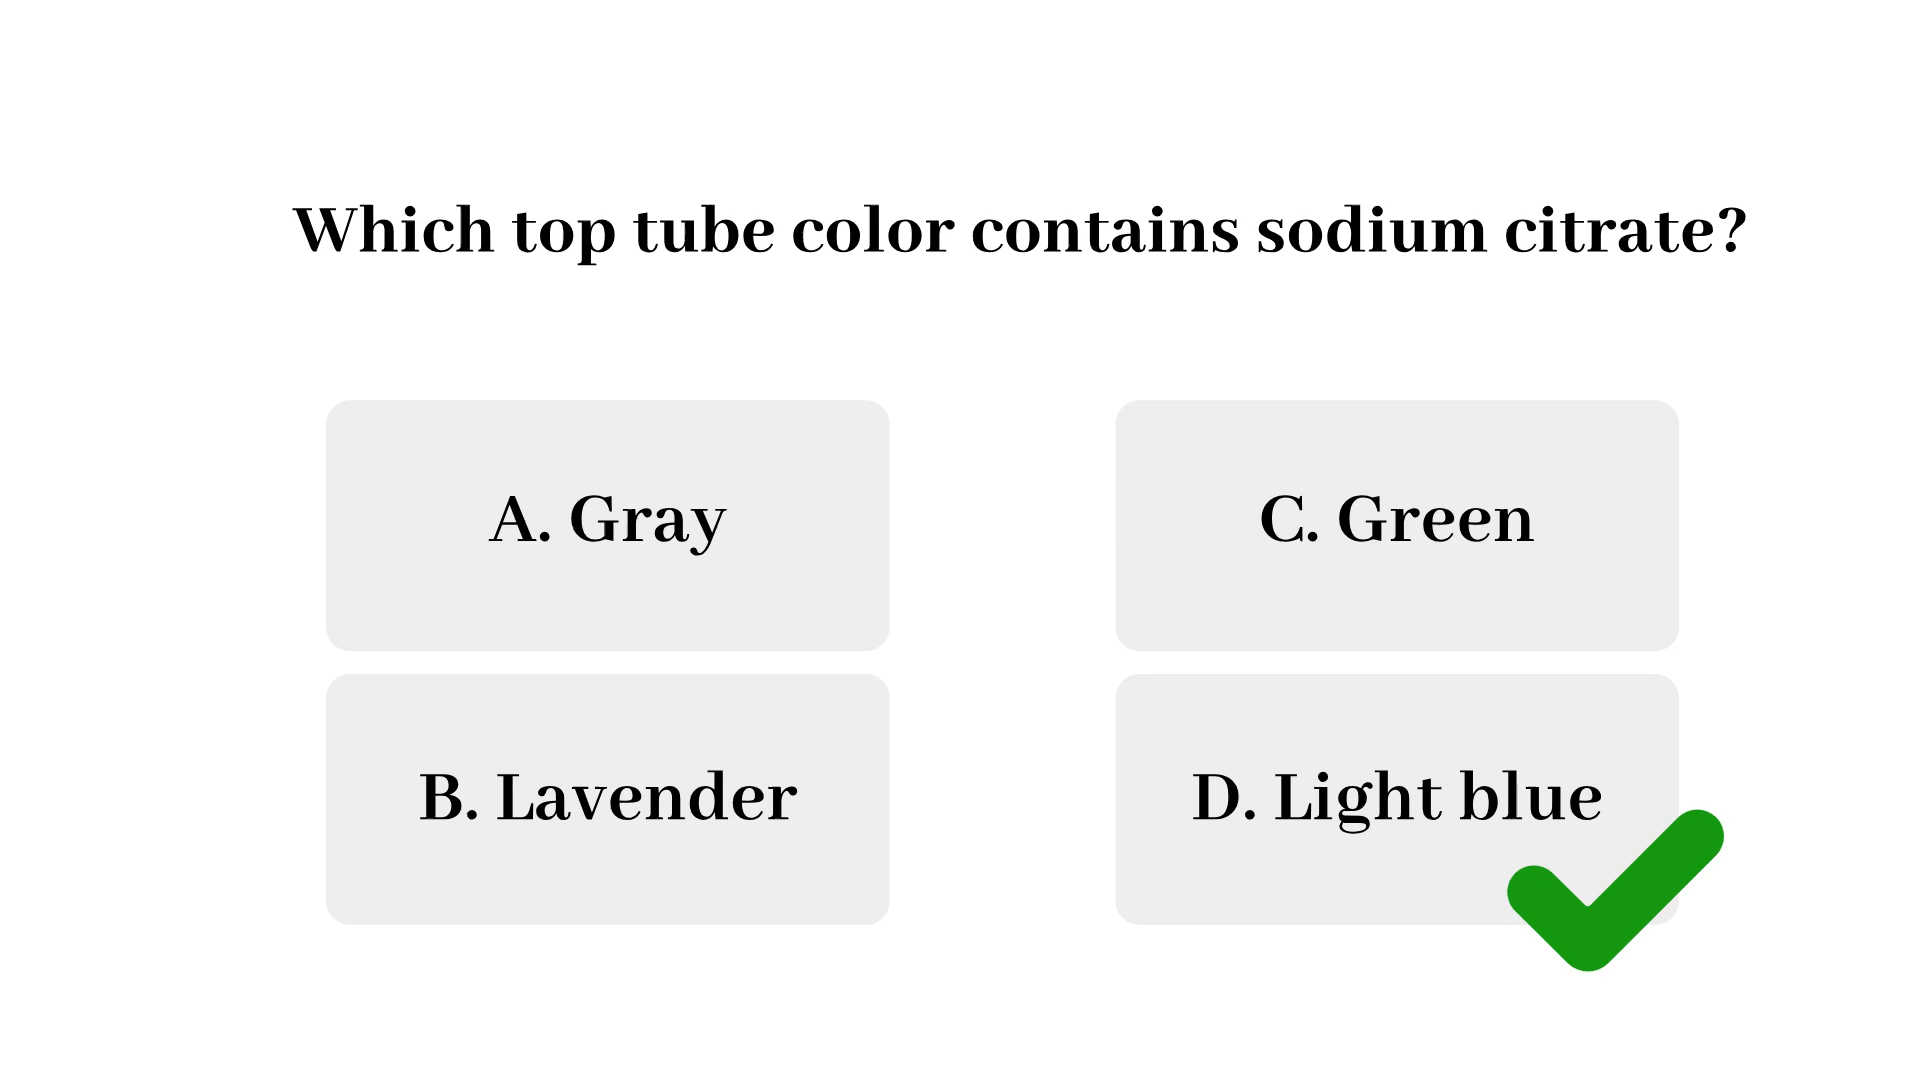 Which top tube color contains sodium citrate?
A. Gray
C. Green
B. Lavender
D. Light blue